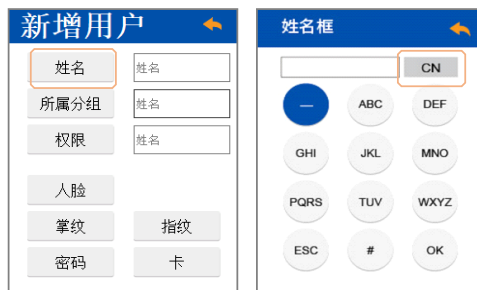 新增用户
姓名 姓名
所属分组 姓名
权限 姓名
人脸
掌纹 指纹
密码 卡
姓名框
CN
— ABC DEF
GHI JKL MNO
PQRS TUV WXYZ
ESC # OK